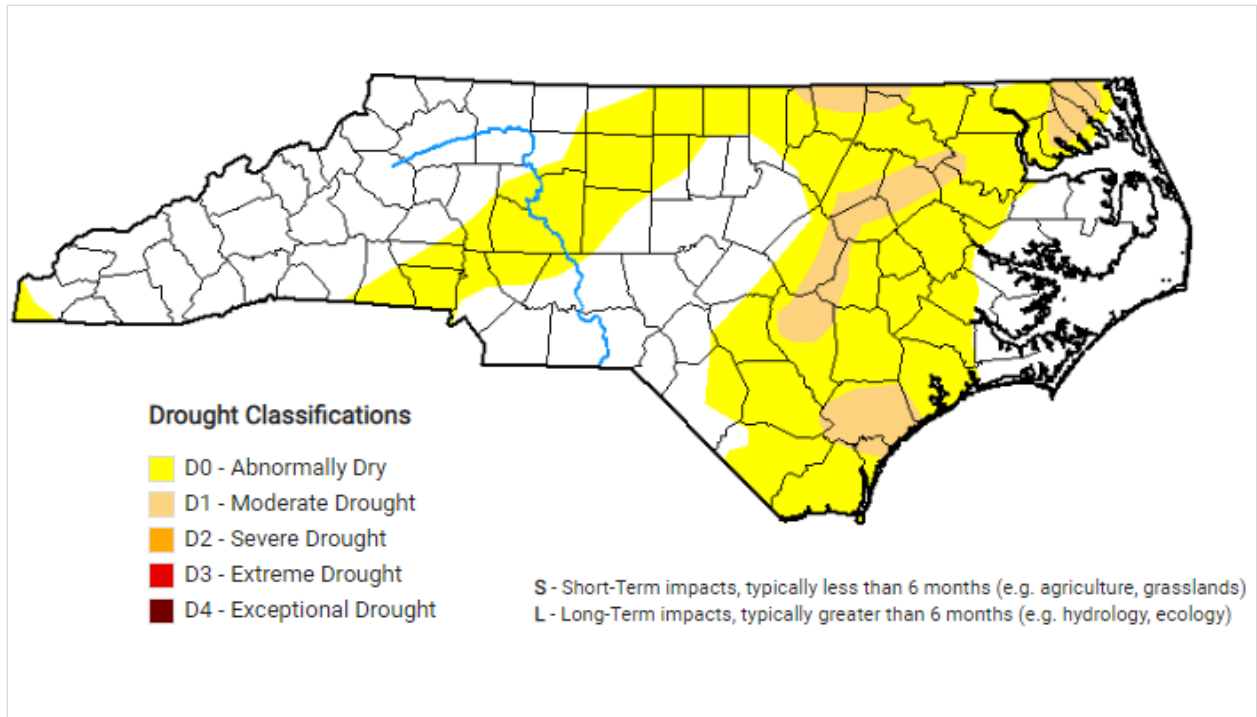 Drought Classifications
D0 - Abnormally Dry
D1 - Moderate Drought
D2 - Severe Drought
D3 - Extreme Drought
D4 - Exceptional Drought
S - Short-Term impacts, typically less than 6 months (e.g. agriculture, grasslands)
L - Long-Term impacts, typically greater than 6 months (e.g. hydrology, ecology)